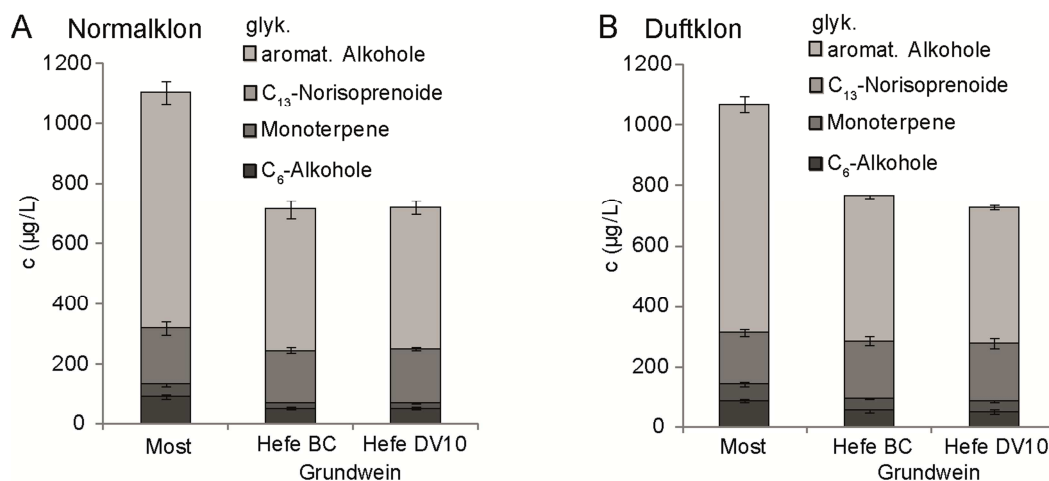 A Normalklon
glyk.
aromat. Alkohole
C₁₃-Norisoprenoide
Monoterpene
C₆-Alkohole
c (µg/L)
1200
1000
800
600
400
200
0
Most
Hefe BC
Hefe DV10
Grundwein
B Duftklon
glyk.
aromat. Alkohole
C₁₃-Norisoprenoide
Monoterpene
C₆-Alkohole
c (µg/L)
1200
1000
800
600
400
200
0
Most
Hefe BC
Hefe DV10
Grundwein